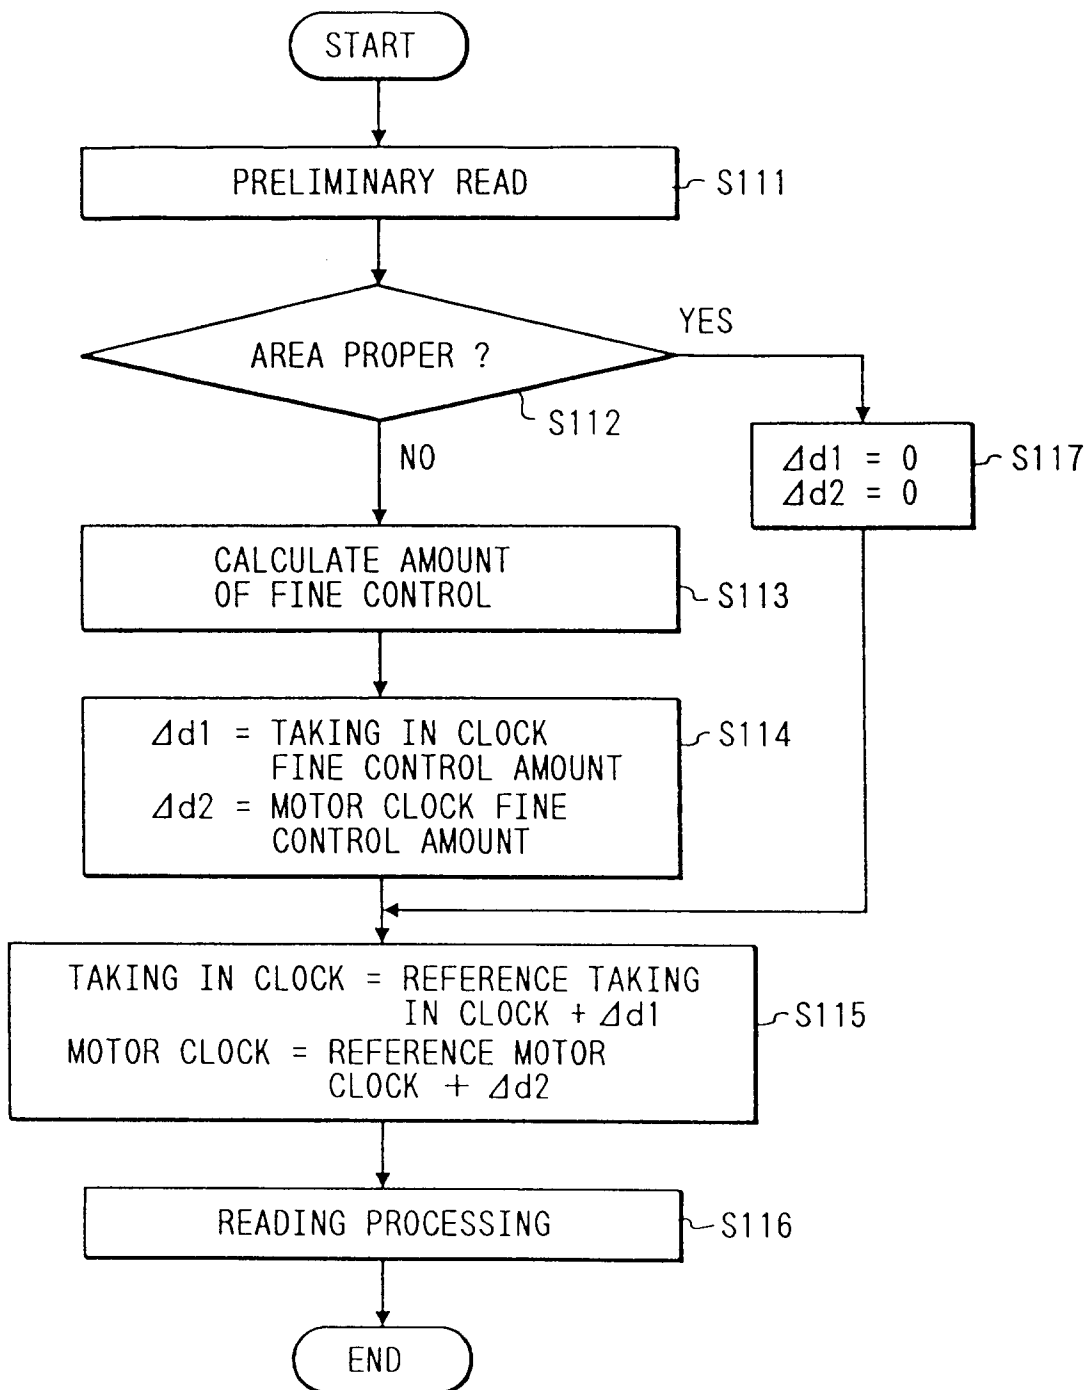 START
PRELIMINARY READ
S111
AREA PROPER ?
YES
S112
NO
Δd1 = 0
Δd2 = 0
S117
CALCULATE AMOUNT
OF FINE CONTROL
S113
Δd1 = TAKING IN CLOCK
FINE CONTROL AMOUNT
Δd2 = MOTOR CLOCK FINE
CONTROL AMOUNT
S114
TAKING IN CLOCK = REFERENCE TAKING
IN CLOCK + Δd1
MOTOR CLOCK = REFERENCE MOTOR
CLOCK + Δd2
S115
READING PROCESSING
S116
END